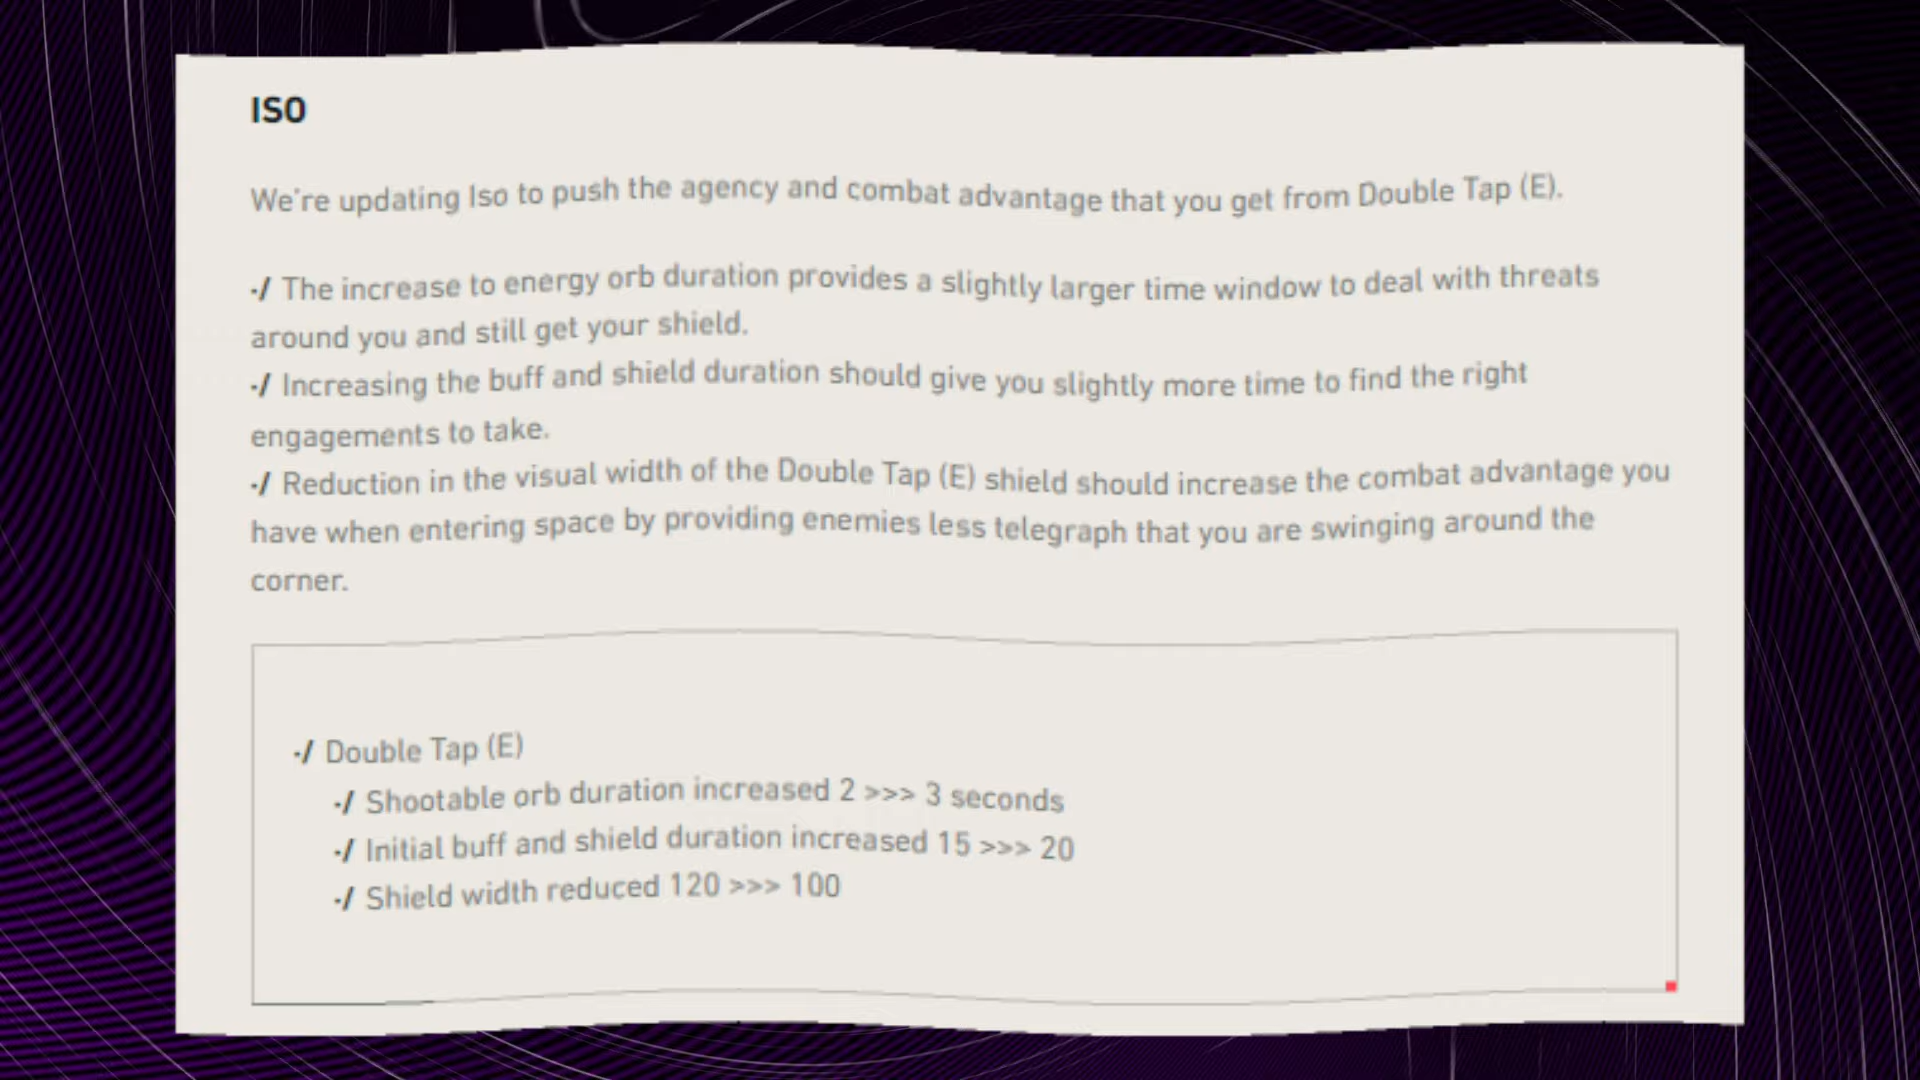 ISO
We're updating Iso to push the agency and combat advantage that you get from Double Tap (E).
-/ The increase to energy orb duration provides a slightly larger time window to deal with threats
around you and still get your shield.
-/ Increasing the buff and shield duration should give you slightly more time to find the right
engagements to take.
-/ Reduction in the visual width of the Double Tap (E) shield should increase the combat advantage you
have when entering space by providing enemies less telegraph that you are swinging around the
corner.
-/ Double Tap (E)
-/ Shootable orb duration increased 2 >>> 3 seconds
-/ Initial buff and shield duration increased 15 >>> 20
-/ Shield width reduced 120 >>> 100